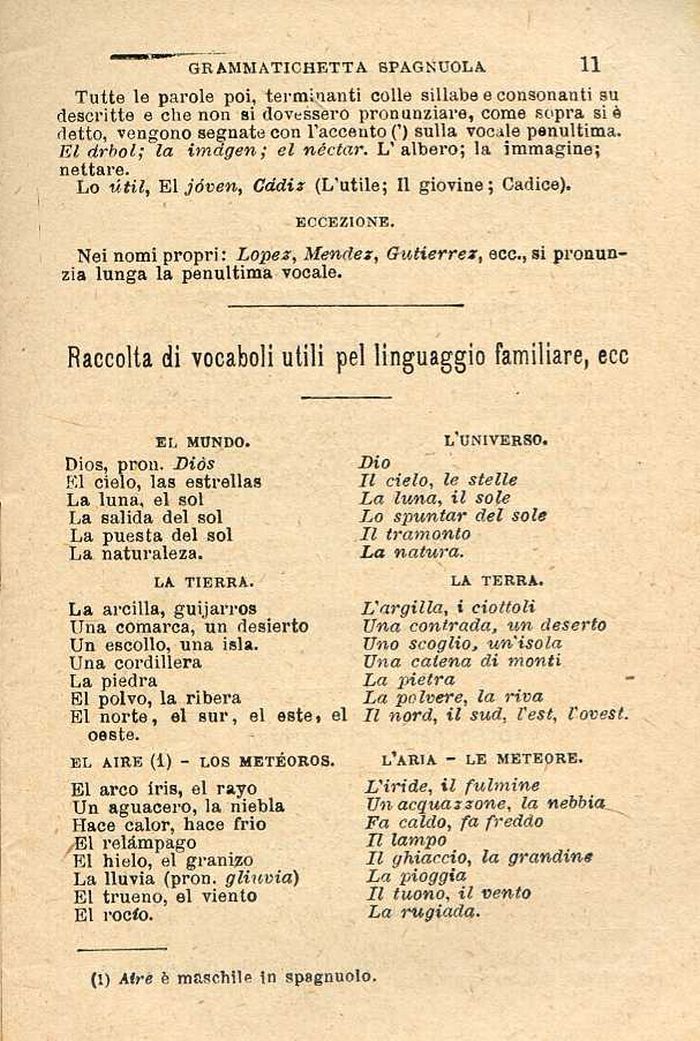 GRAMMATICHETTA SPAGNUOLA 11
Tutte le parole poi, terminanti colle sillabe e consonanti su
descritte e che non si dovessero pronunziare, come sopra si è
detto, vengono segnate con l'accento (') sulla vocale penultima.
El árbol; la imágen; el néctar. L'albero; la immagine;
nettare.
Lo útil, El jóven, Cádiz (L'utile; Il giovine; Cadice).
ECCEZIONE.
Nei nomi propri: Lopez, Mendez, Gutierrez, ecc., si pronun-
zia lunga la penultima vocale.
Raccolta di vocaboli utili pel linguaggio familiare, ecc
EL MUNDO. L'UNIVERSO.
Dios, pron. Diòs Dio
El cielo, las estrellas Il cielo, le stelle
La luna, el sol La luna, il sole
La salida del sol Lo spuntar del sole
La puesta del sol Il tramonto
La naturaleza. La natura.
LA TIERRA. LA TERRA.
La arcilla, guijarros L'argilla, i ciottoli
Una comarca, un desierto Una contrada, un deserto
Un escollo, una isla. Uno scoglio, un'isola
Una cordillera Una catena di monti
La piedra La pietra
El polvo, la ribera La polvere, la riva
El norte, el sur, el este, el Il nord, il sud, l'est, l'ovest.
oeste.
EL AIRE (1) - LOS METÉOROS. L'ARIA - LE METEORE.
El arco íris, el rayo L'iride, il fulmine
Un aguacero, la niebla Un acquazzone, la nebbia
Hace calor, hace frio Fa caldo, fa freddo
El relámpago Il lampo
El hielo, el granizo Il ghiaccio, la grandine
La lluvia (pron. gliuvia) La pioggia
El trueno, el viento Il tuono, il vento
El rocío. La rugiada.
(1) Aire è maschile in spagnuolo.